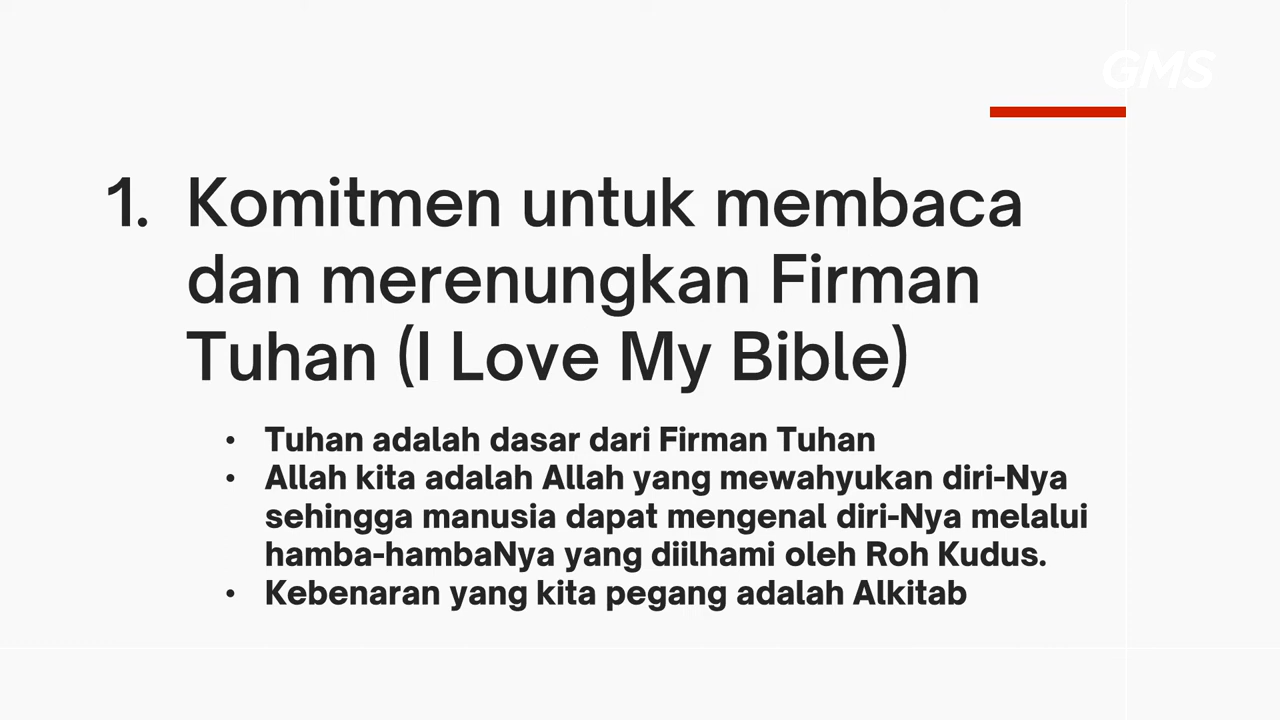 GMS
1. Komitmen untuk membaca
dan merenungkan Firman
Tuhan (I Love My Bible)
• Tuhan adalah dasar dari Firman Tuhan
• Allah kita adalah Allah yang mewahyukan diri-Nya
sehingga manusia dapat mengenal diri-Nya melalui
hamba-hambaNya yang diilhami oleh Roh Kudus.
• Kebenaran yang kita pegang adalah Alkitab